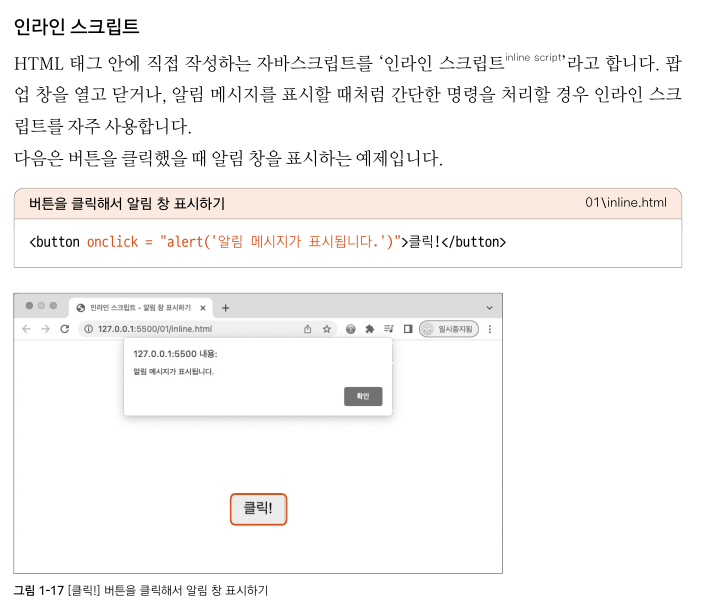 인라인 스크립트
HTML 태그 안에 직접 작성하는 자바스크립트를 ‘인라인 스크립트inline script’라고 합니다. 팝
업 창을 열고 닫거나, 알림 메시지를 표시할 때처럼 간단한 명령을 처리할 경우 인라인 스크
립트를 자주 사용합니다.
다음은 버튼을 클릭했을 때 알림 창을 표시하는 예제입니다.
버튼을 클릭해서 알림 창 표시하기 01\inline.html
<button onclick = "alert('알림 메시지가 표시됩니다.')">클릭!</button>
인라인 스크립트 - 알림 창 표시하기
127.0.0.1:5500/01/inline.html 일시중지됨
127.0.0.1:5500 내용:
알림 메시지가 표시됩니다.
확인
클릭!
그림 1-17 [클릭!] 버튼을 클릭해서 알림 창 표시하기